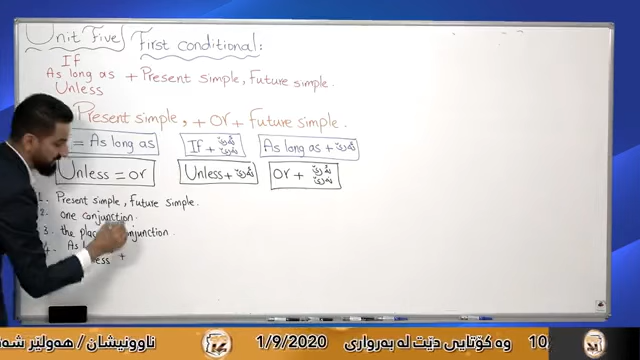 Unit Five First conditional:
If
As long as + Present simple, Future simple.
Unless
Present simple, + or + future simple.
= As long as
If + ئەرێ نەرێ
As long as + ئەرێ
Unless = or
Unless + ئەرێ
Or + ئەرێ نەرێ
1. Present simple, future simple.
2. one conjunction.
3. the place conjunction.
4. As
+
ناوونیشان / هەولێر 1/9/2020 وە کۆتایی دێت لە بەرواری 10